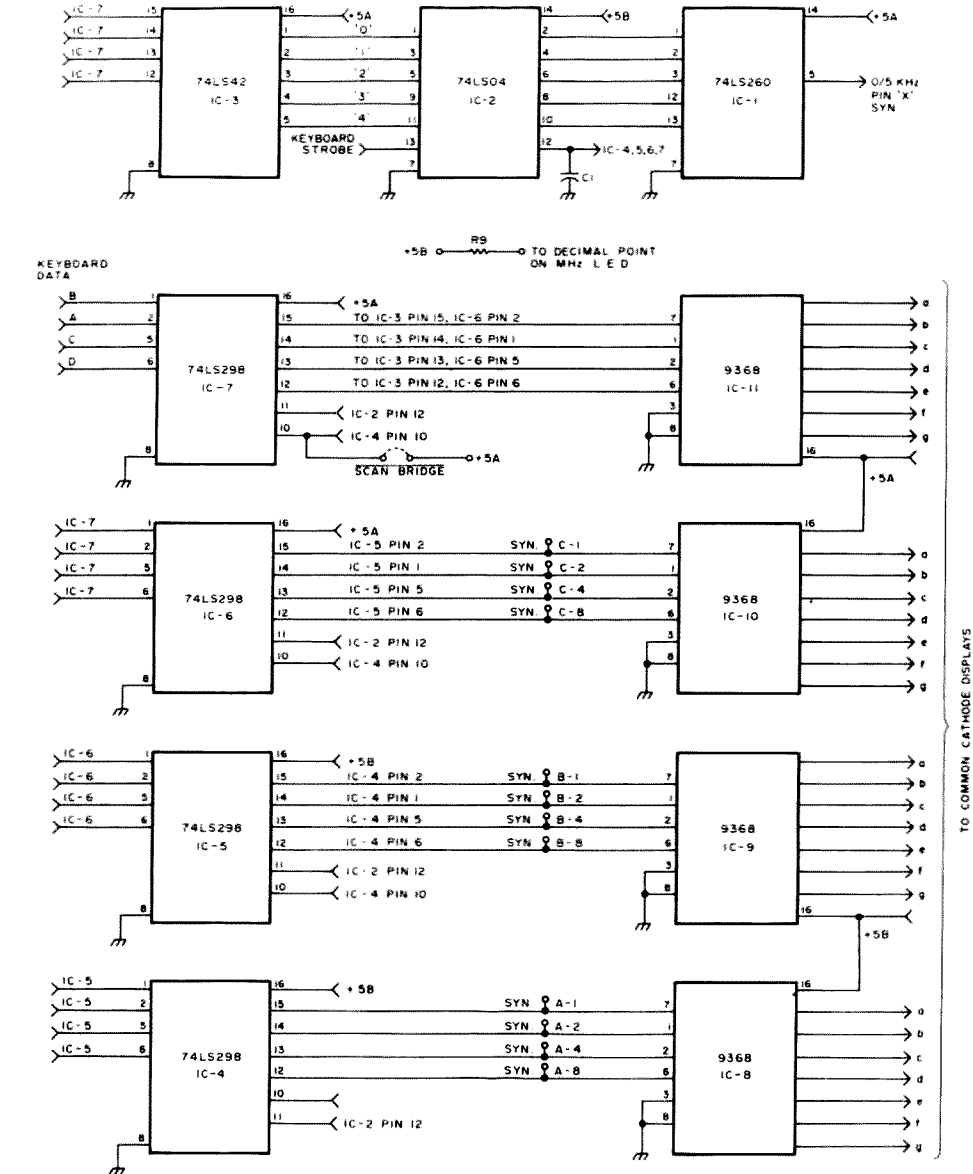 IC-7 15 16 +5A 14 +5B 14 +5A
IC-7 14 1 '0' 1 2 1
IC-7 13 2 '1' 3 4 2
IC-7 12 74LS42 3 '2' 5 74LS04 6 3 74LS260 5 0/5 KHz
IC-3 4 '3' 9 IC-2 8 12 IC-1 PIN 'X'
5 '4' 11 10 13 SYN
KEYBOARD
STROBE 13 12 IC-4,5,6,7
8 7 C1 7
R9
+5B TO DECIMAL POINT
ON MHz L E D
KEYBOARD
DATA
B 1 16 +5A a
A 2 15 TO IC-3 PIN 15, IC-6 PIN 2 7 b
C 5 14 TO IC-3 PIN 14, IC-6 PIN 1 1 c
D 6 74LS298 13 TO IC-3 PIN 13, IC-6 PIN 5 2 9368 d
IC-7 12 TO IC-3 PIN 12, IC-6 PIN 6 6 IC-11 e
11 IC-2 PIN 12 3 f
10 IC-4 PIN 10 8 g
8 +5A 16
SCAN BRIDGE +5A
IC-7 1 16 +5A 16
IC-7 2 15 IC-5 PIN 2 SYN. C-1 7 a
IC-7 5 14 IC-5 PIN 1 SYN C-2 1 b
IC-7 6 74LS298 13 IC-5 PIN 5 SYN. C-4 2 9368 c
IC-6 12 IC-5 PIN 6 SYN. C-8 6 IC-10 d
11 IC-2 PIN 12 3 e
10 IC-4 PIN 10 8 f
8 g
TO COMMON CATHODE DISPLAYS
IC-6 1 16 +5B a
IC-6 2 15 IC-4 PIN 2 SYN. B-1 7 b
IC-6 5 14 IC-4 PIN 1 SYN B-2 1 c
IC-6 6 74LS298 13 IC-4 PIN 5 SYN. B-4 2 9368 d
IC-5 12 IC-4 PIN 6 SYN B-8 6 IC-9 e
11 IC-2 PIN 12 3 f
10 IC-4 PIN 10 8 g
8 16
+5B
IC-5 1 16 +5B 16
IC-5 2 15 SYN A-1 7 a
IC-5 5 14 SYN. A-2 1 b
IC-5 6 74LS298 13 SYN. A-4 2 9368 c
IC-4 12 SYN A-8 6 IC-8 d
10 3 e
11 IC-2 PIN 12 8 f
8 g